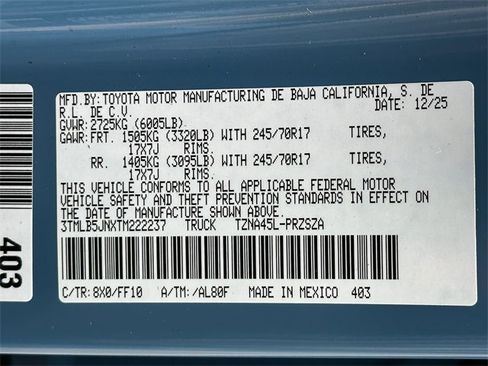 MFD.BY:TOYOTA MOTOR MANUFACTURING DE BAJA CALIFORNIA, S. DE
R.L. DE C.V. DATE: 12/25
GVWR:2725KG (6005LB)
GAWR:FRT. 1505KG (3320LB) WITH 245/70R17 TIRES,
17X7J RIMS.
RR. 1405KG (3095LB) WITH 245/70R17 TIRES,
17X7J RIMS.
THIS VEHICLE CONFORMS TO ALL APPLICABLE FEDERAL MOTOR
VEHICLE SAFETY AND THEFT PREVENTION STANDARDS IN EFFECT ON
THE DATE OF MANUFACTURE SHOWN ABOVE.
3TMLB5JNXTM222237 TRUCK TZNA45L-PRZSZA
C/TR:8X0/FF10 A/TM:/AL80F MADE IN MEXICO 403
403